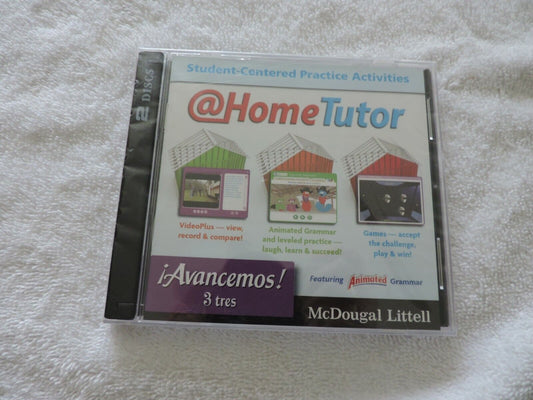 2 DISCS
Student-Centered Practice Activities
@HomeTutor
VideoPlus — view,
record & compare!
Animated Grammar
and leveled practice —
laugh, learn & succeed!
Games — accept
the challenge,
play & win!
¡Avancemos!
3 tres
Featuring Animated Grammar
McDougal Littell